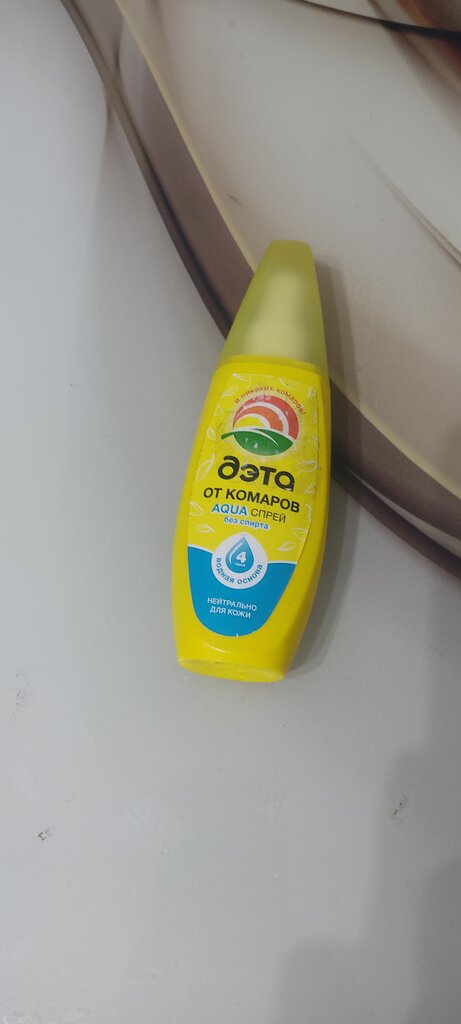 И никаких комаров!
дэта
ОТ КОМАРОВ
AQUA СПРЕЙ
без спирта
4
водная основа
НЕЙТРАЛЬНО
ДЛЯ КОЖИ